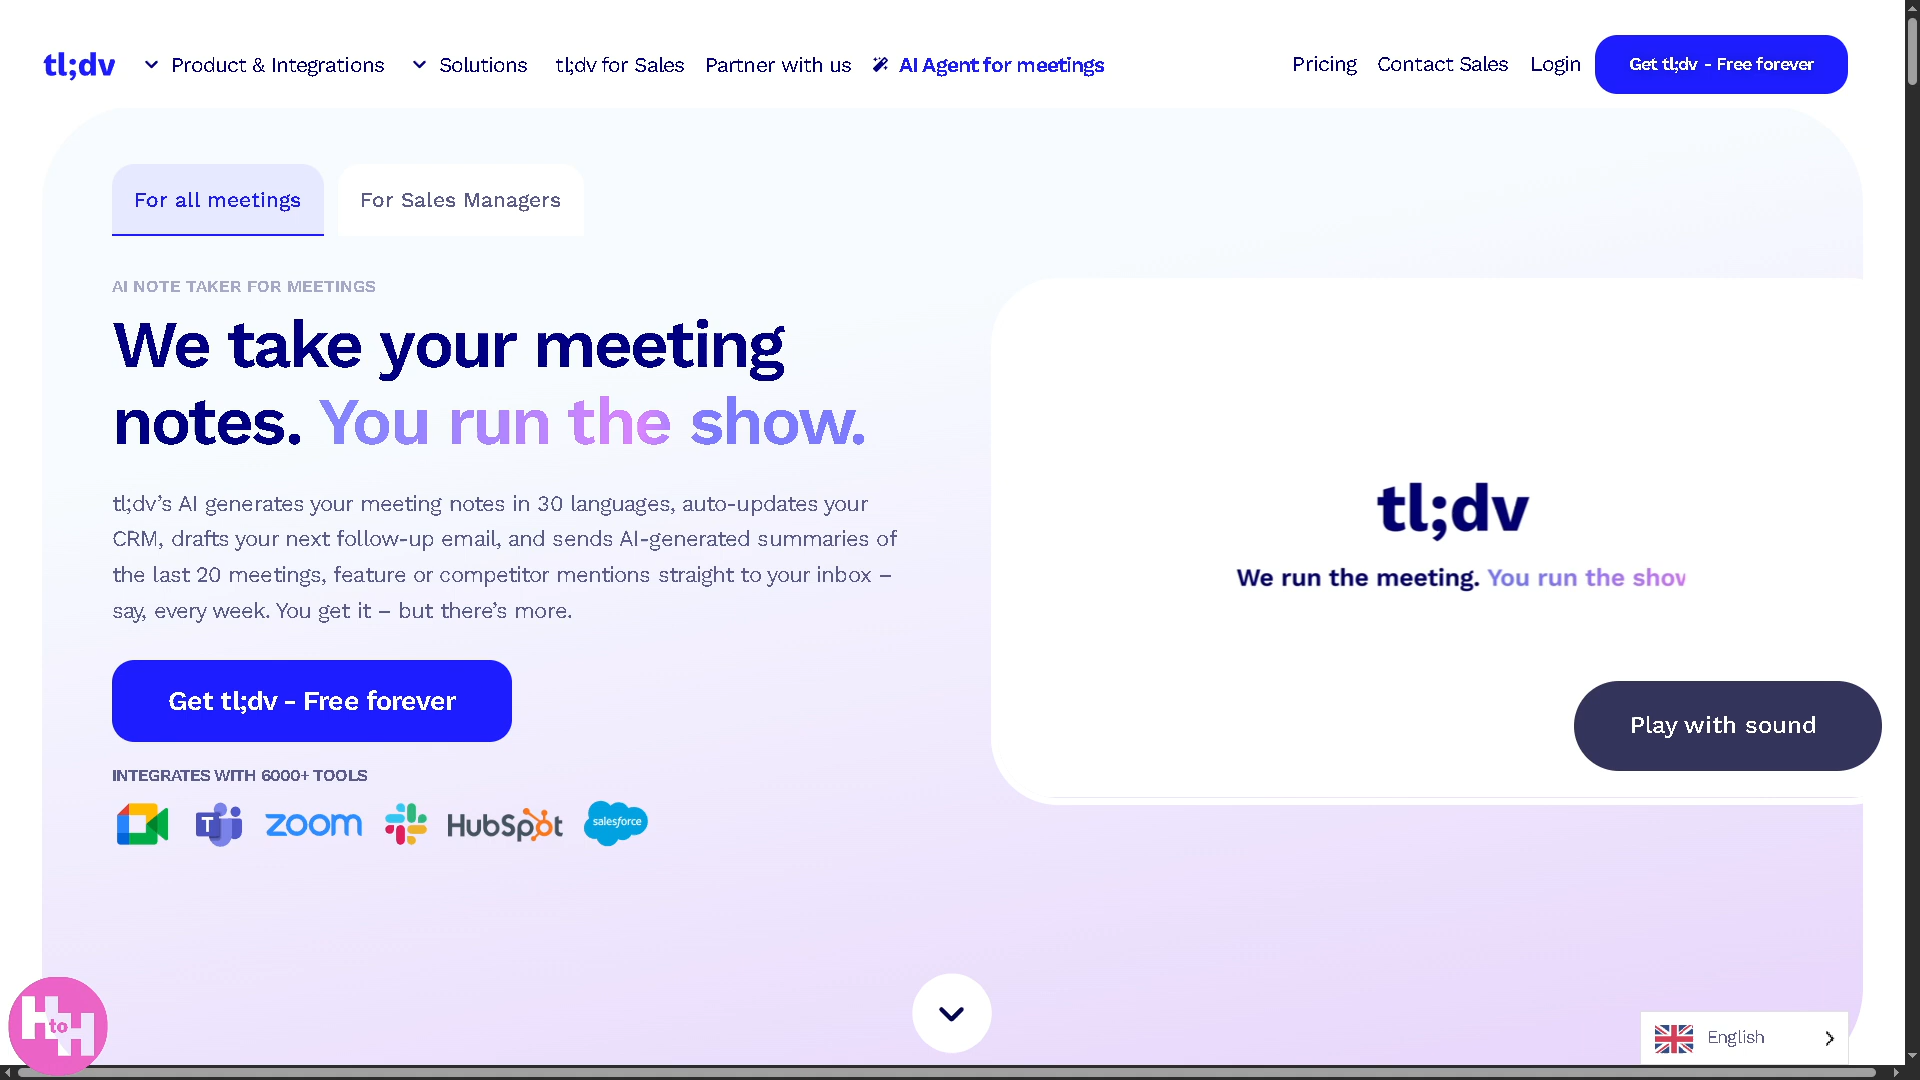 tl;dv
Product & Integrations
Solutions
tl;dv for Sales
Partner with us
AI Agent for meetings
Pricing
Contact Sales
Login
Get tl;dv - Free forever
For all meetings
For Sales Managers
AI NOTE TAKER FOR MEETINGS
We take your meeting
notes. You run the show.
tl;dv’s AI generates your meeting notes in 30 languages, auto-updates your
CRM, drafts your next follow-up email, and sends AI-generated summaries of
the last 20 meetings, feature or competitor mentions straight to your inbox –
say, every week. You get it – but there’s more.
Get tl;dv - Free forever
INTEGRATES WITH 6000+ TOOLS
T
zoom
HubSpot
salesforce
tl;dv
We run the meeting. You run the show
Play with sound
H to H
English